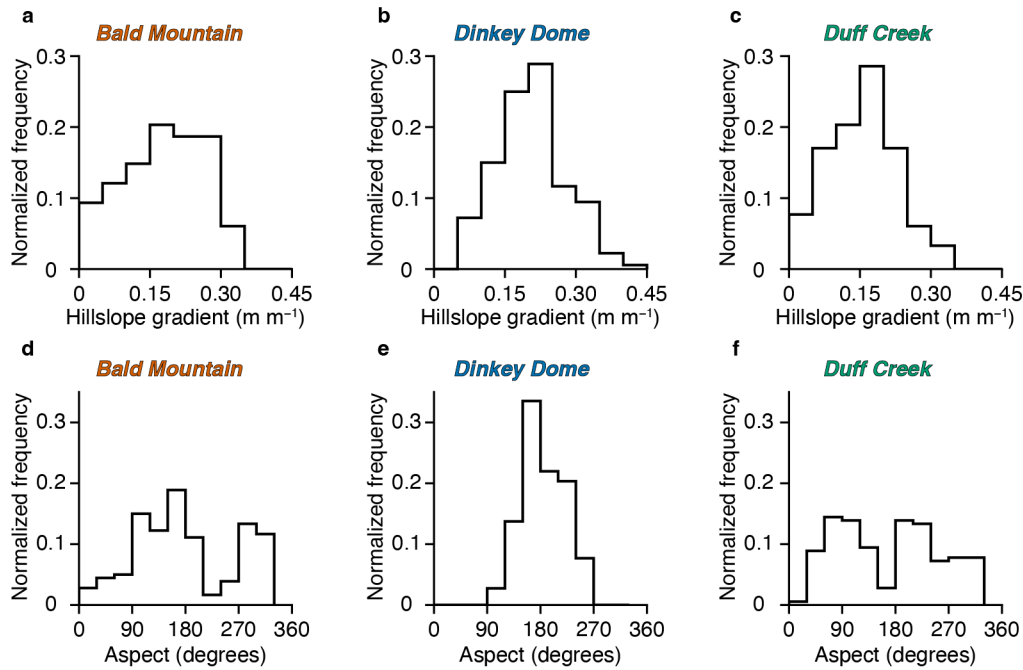 a
Bald Mountain
Normalized frequency
0.3
0.2
0.1
0
0 0.15 0.30 0.45
Hillslope gradient (m m⁻¹)
b
Dinkey Dome
Normalized frequency
0.3
0.2
0.1
0
0 0.15 0.30 0.45
Hillslope gradient (m m⁻¹)
c
Duff Creek
Normalized frequency
0.3
0.2
0.1
0
0 0.15 0.30 0.45
Hillslope gradient (m m⁻¹)
d
Bald Mountain
Normalized frequency
0.3
0.2
0.1
0
0 90 180 270 360
Aspect (degrees)
e
Dinkey Dome
Normalized frequency
0.3
0.2
0.1
0
0 90 180 270 360
Aspect (degrees)
f
Duff Creek
Normalized frequency
0.3
0.2
0.1
0
0 90 180 270 360
Aspect (degrees)